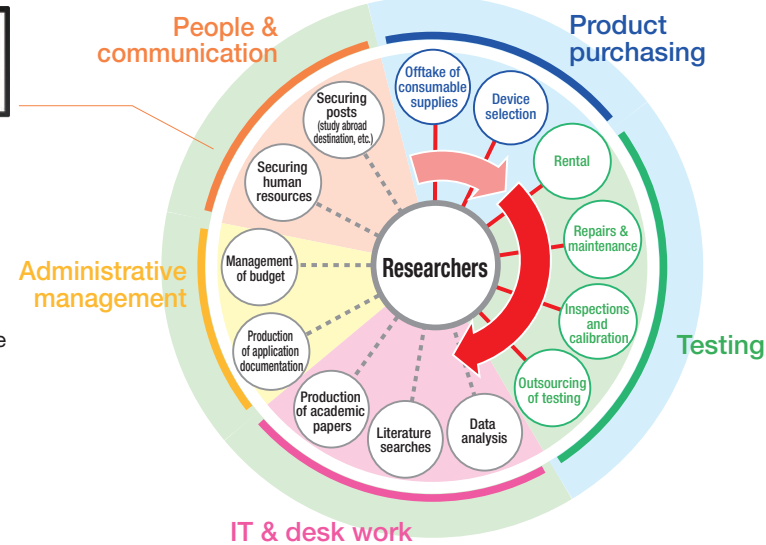 People &
communication
Product
purchasing
Offtake of
consumable
supplies
Device
selection
Securing
posts
(study abroad
destination, etc.)
Rental
Securing
human
resources
Repairs &
maintenance
Researchers
Management
of budget
Administrative
management
Inspections
and
calibration
Production
of application
documentation
e
Testing
Outsourcing
of testing
Production
of academic
papers
Literature
searches
Data
analysis
IT & desk work